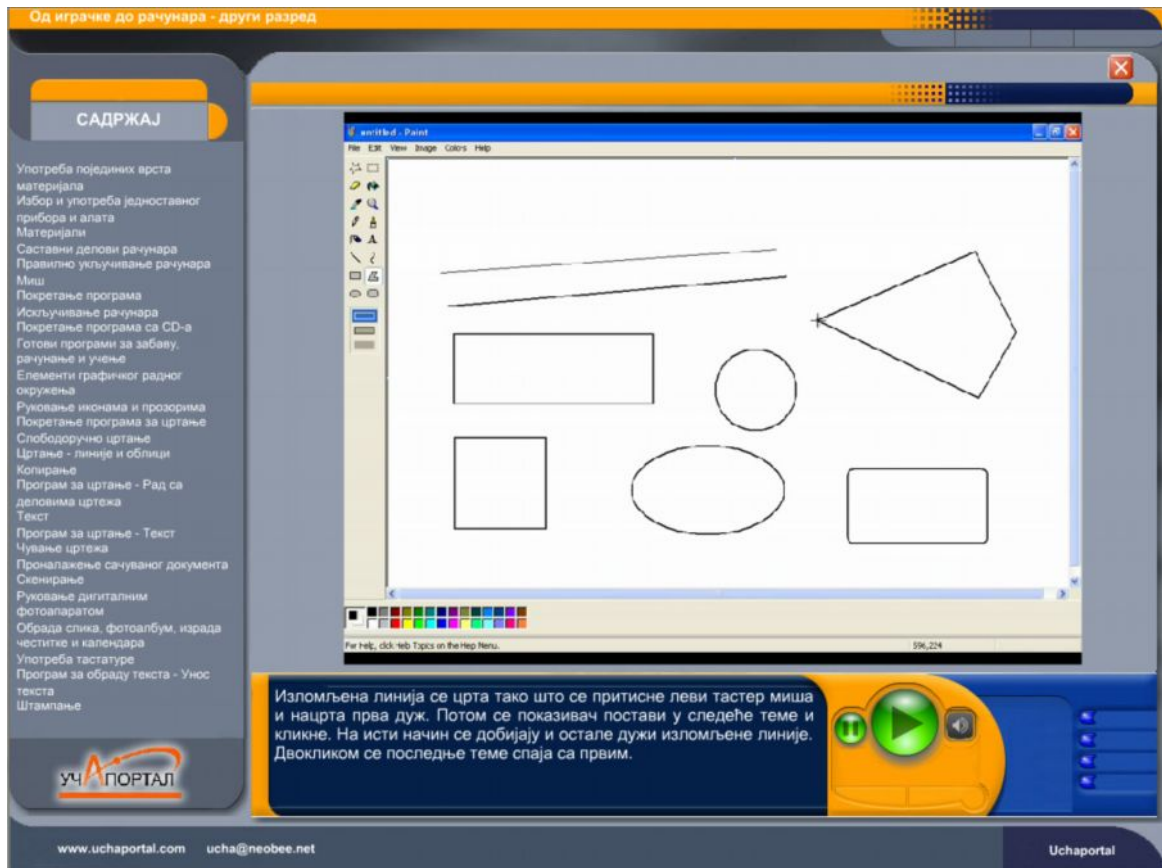 Од играчке до рачунара - други разред
САДРЖАЈ
Употреба појединих врста
материјала
Избор и употреба једноставног
прибора и алата
Материјали
Саставни делови рачунара
Правилно укључивање рачунара
Миш
Покретање програма
Искључивање рачунара
Покретање програма са CD-а
Готови програми за забаву,
рачунање и учење
Елементи графичког радног
окружења
Руковање иконама и прозорима
Покретање програма за цртање
Слободоручно цртање
Цртање - линије и облици
Копирање
Програм за цртање - Рад са
деловима цртежа
Текст
Програм за цртање - Текст
Чување цртежа
Проналажење сачуваног документа
Скенирање
Руковање дигиталним
фотоапаратом
Обрада слика, фотоалбум, израда
честитке и календара
Употреба тастатуре
Програм за обраду текста - Унос
текста
Штампање
УЧАПОРТАЛ
untitled - Paint
File Edit View Image Colors Help
A
For Help, click Help Topics on the Help Menu.
596,224
Изломљена линија се црта тако што се притисне леви тастер миша
и нацрта прва дуж. Потом се показивач постави у следеће теме и
кликне. На исти начин се добијају и остале дужи изломљене линије.
Двокликом се последње теме спаја са првим.
www.uchaportal.com ucha@neobee.net
Uchaportal